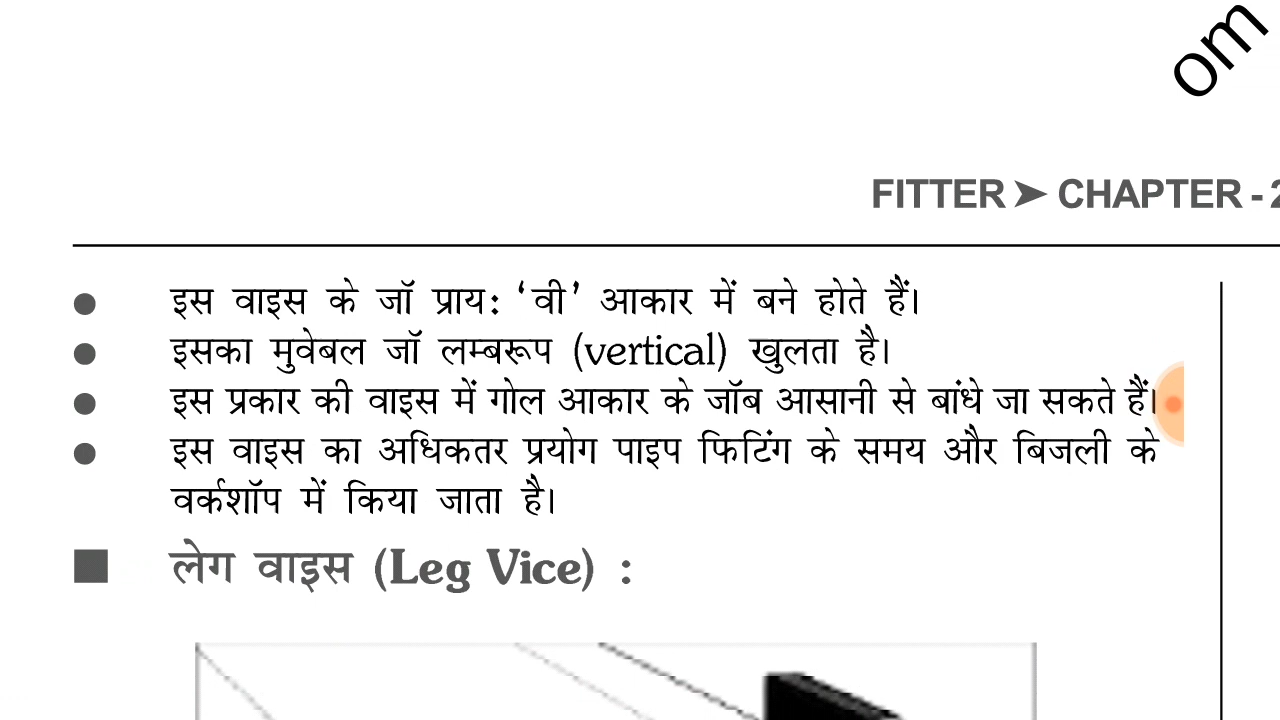 om
FITTER ➤ CHAPTER - 2
● इस वाइस के जॉ प्राय: ‘वी’ आकार में बने होते हैं।
● इसका मुवेबल जॉ लम्बरूप (vertical) खुलता है।
● इस प्रकार की वाइस में गोल आकार के जॉब आसानी से बांधे जा सकते हैं।
● इस वाइस का अधिकतर प्रयोग पाइप फिटिंग के समय और बिजली के
वर्कशॉप में किया जाता है।
■ लेग वाइस (Leg Vice) :